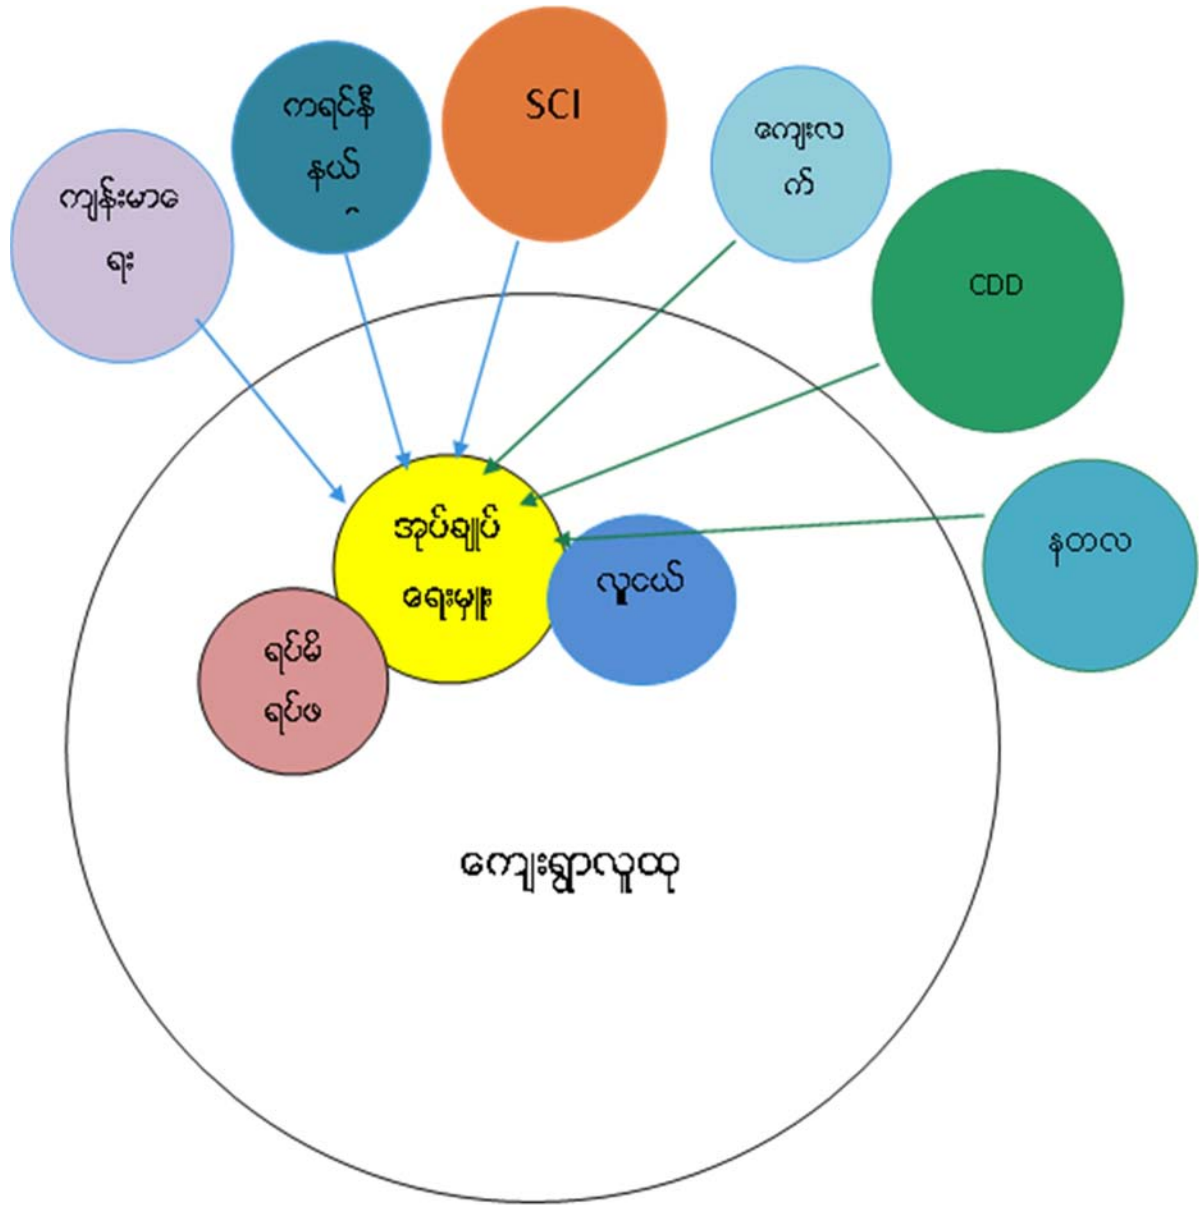 ကရင်နီ
နယ်
SCI
ကျေးလ
က်
ကျန်းမာေ
ရး
CDD
အုပ်ချုပ်
ရေးမှူး
နတလ
လူငယ်
ရပ်မိ
ရပ်ဖ
ကျေးရွာလူထု